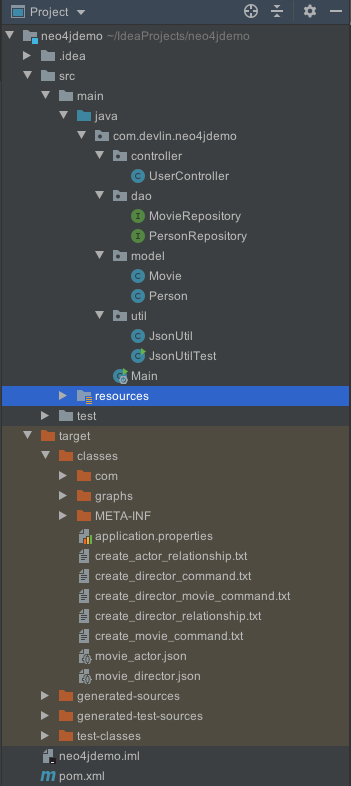 Project
neo4jdemo ~/IdeaProjects/neo4jdemo
.idea
src
main
java
com.devlin.neo4jdemo
controller
UserController
dao
MovieRepository
PersonRepository
model
Movie
Person
util
JsonUtil
JsonUtilTest
Main
resources
test
target
classes
com
graphs
META-INF
application.properties
create_actor_relationship.txt
create_director_command.txt
create_director_movie_command.txt
create_director_relationship.txt
create_movie_command.txt
movie_actor.json
movie_director.json
generated-sources
generated-test-sources
test-classes
neo4jdemo.iml
pom.xml